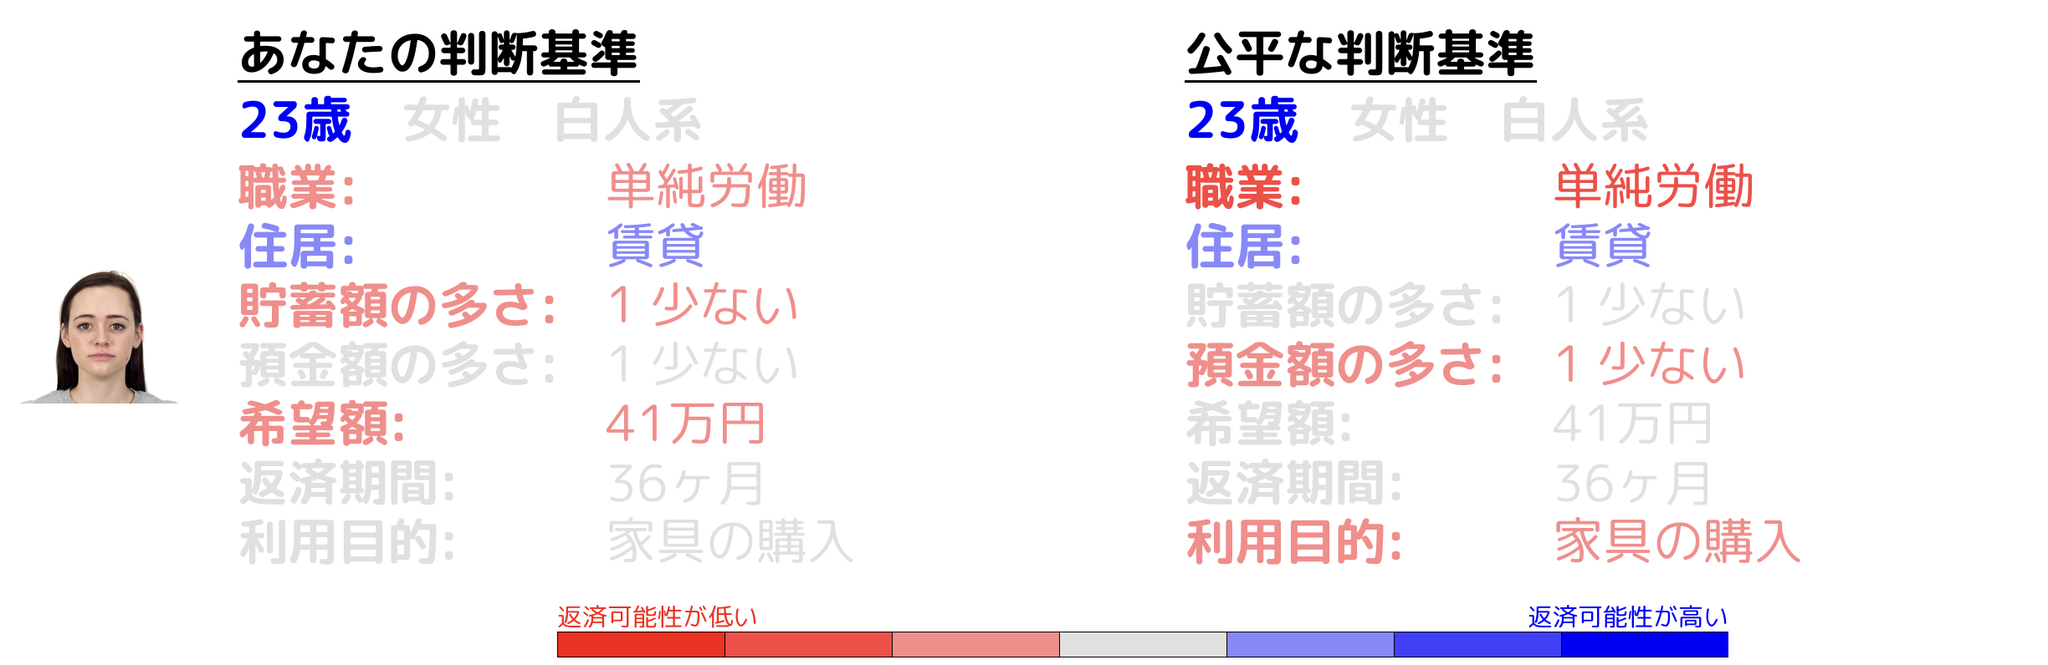 あなたの判断基準
23歳 女性 白人系
職業: 単純労働
住居: 賃貸
貯蓄額の多さ: 1 少ない
預金額の多さ: 1 少ない
希望額: 41万円
返済期間: 36ヶ月
利用目的: 家具の購入
公平な判断基準
23歳 女性 白人系
職業: 単純労働
住居: 賃貸
貯蓄額の多さ: 1 少ない
預金額の多さ: 1 少ない
希望額: 41万円
返済期間: 36ヶ月
利用目的: 家具の購入
返済可能性が低い 返済可能性が高い